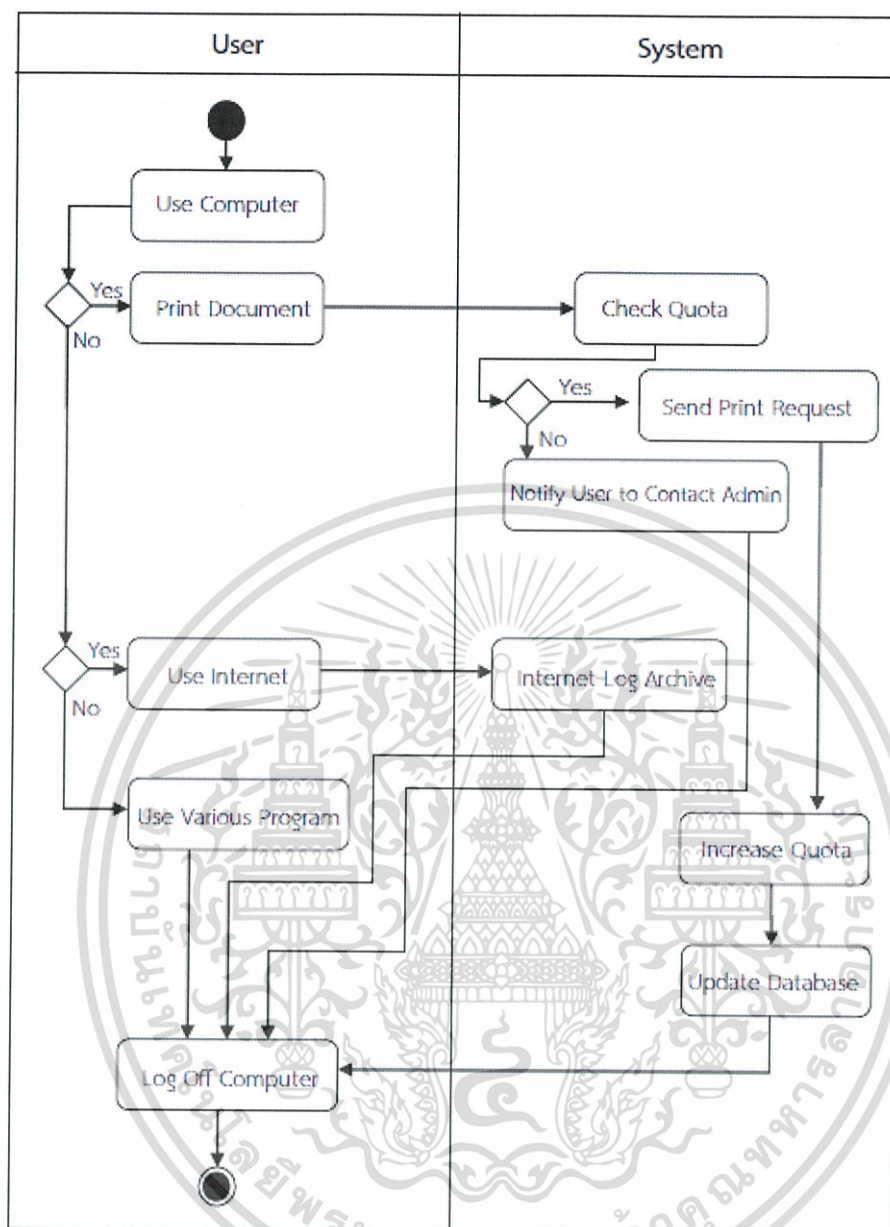 User
System
Use Computer
Yes
Print Document
Check Quota
No
Yes
Send Print Request
No
Notify User to Contact Admin
Yes
Use Internet
Internet Log Archive
No
Use Various Program
Increase Quota
Update Database
Log Off Computer